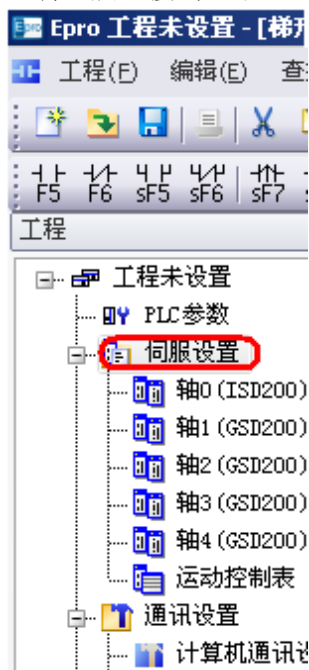 Epro 工程未设置 - [梯形
工程(F) 编辑(E) 查
F5 F6 sF5 sF6 sF7
工程
工程未设置
PLC参数
伺服设置
轴0(ISD200)
轴1(GSD200)
轴2(GSD200)
轴3(GSD200)
轴4(GSD200)
运动控制表
通讯设置
计算机通讯